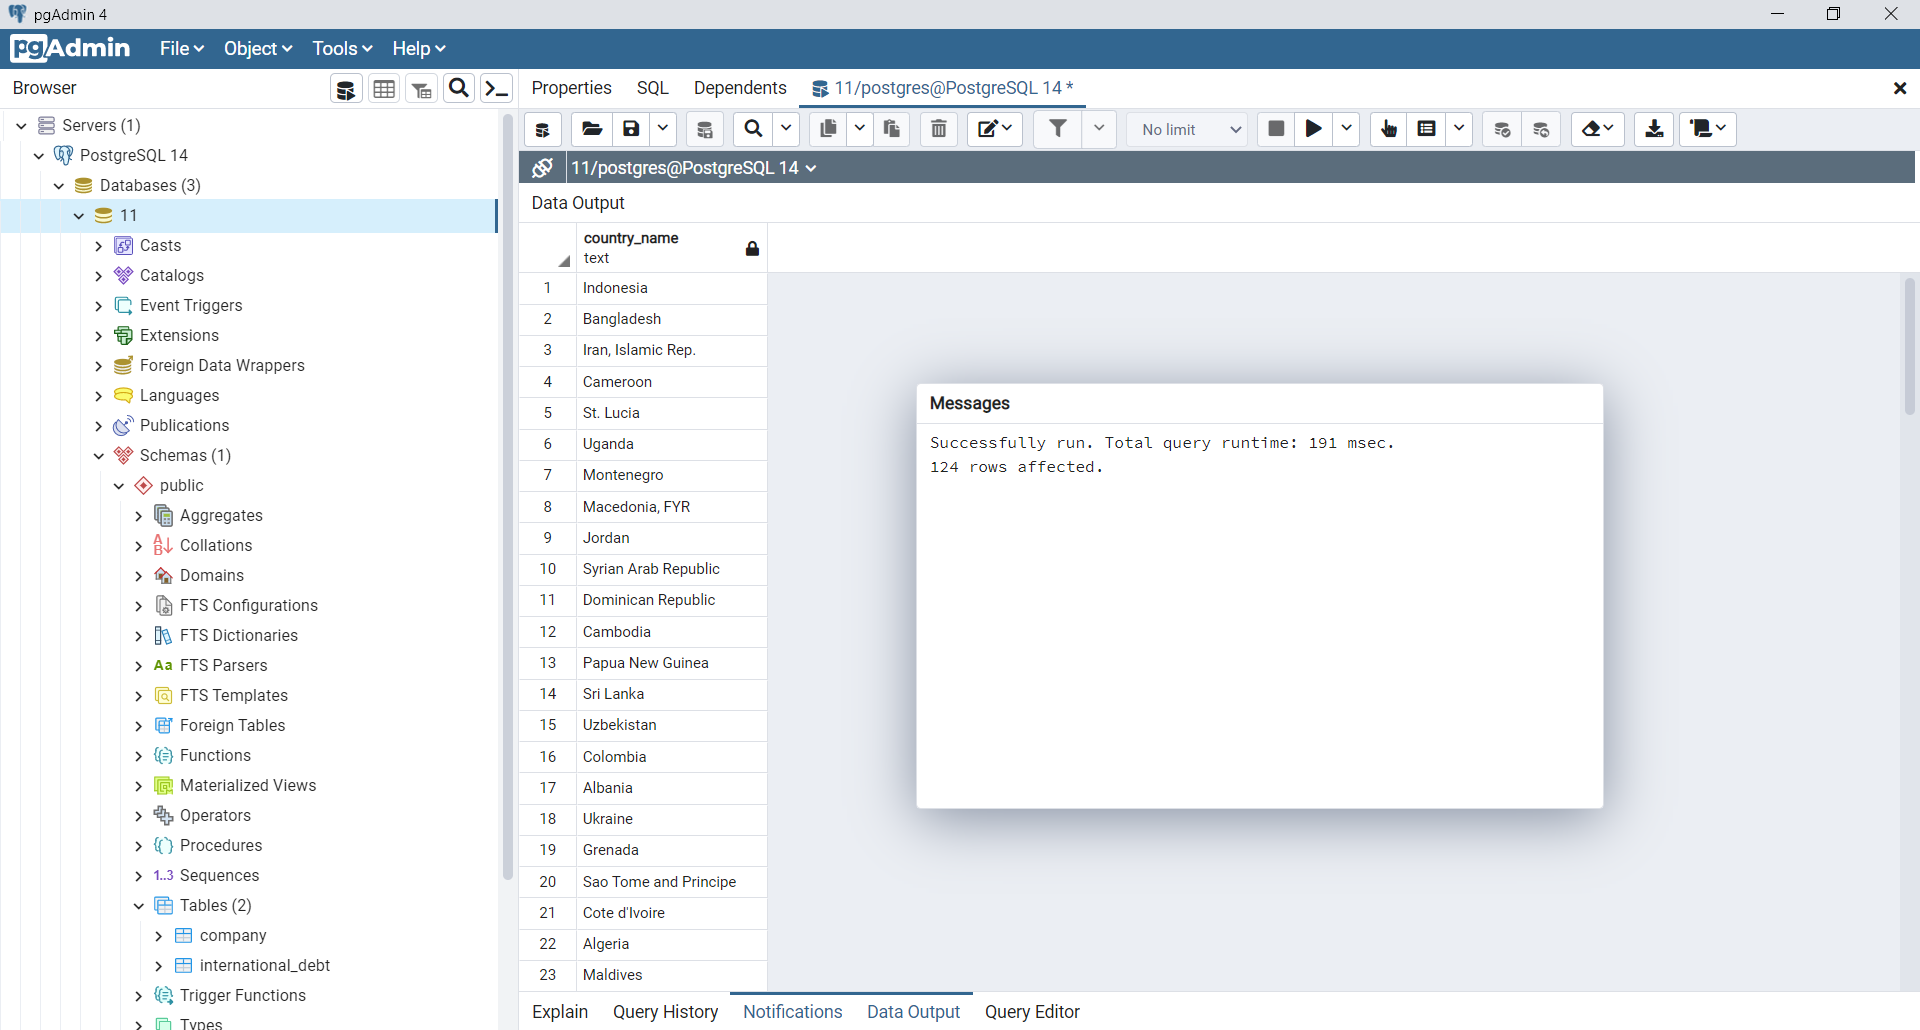 pgAdmin 4
pgAdmin File Object Tools Help
Browser
Properties SQL Dependents 11/postgres@PostgreSQL 14 *
No limit
11/postgres@PostgreSQL 14
Servers (1)
PostgreSQL 14
Databases (3)
11
Casts
Catalogs
Event Triggers
Extensions
Foreign Data Wrappers
Languages
Publications
Schemas (1)
public
Aggregates
Collations
Domains
FTS Configurations
FTS Dictionaries
Aa FTS Parsers
FTS Templates
Foreign Tables
Functions
Materialized Views
Operators
Procedures
1..3 Sequences
Tables (2)
company
international_debt
Trigger Functions
Types
Data Output
country_name
text
1 Indonesia
2 Bangladesh
3 Iran, Islamic Rep.
4 Cameroon
5 St. Lucia
6 Uganda
7 Montenegro
8 Macedonia, FYR
9 Jordan
10 Syrian Arab Republic
11 Dominican Republic
12 Cambodia
13 Papua New Guinea
14 Sri Lanka
15 Uzbekistan
16 Colombia
17 Albania
18 Ukraine
19 Grenada
20 Sao Tome and Principe
21 Cote d'Ivoire
22 Algeria
23 Maldives
Messages
Successfully run. Total query runtime: 191 msec.
124 rows affected.
Explain Query History Notifications Data Output Query Editor